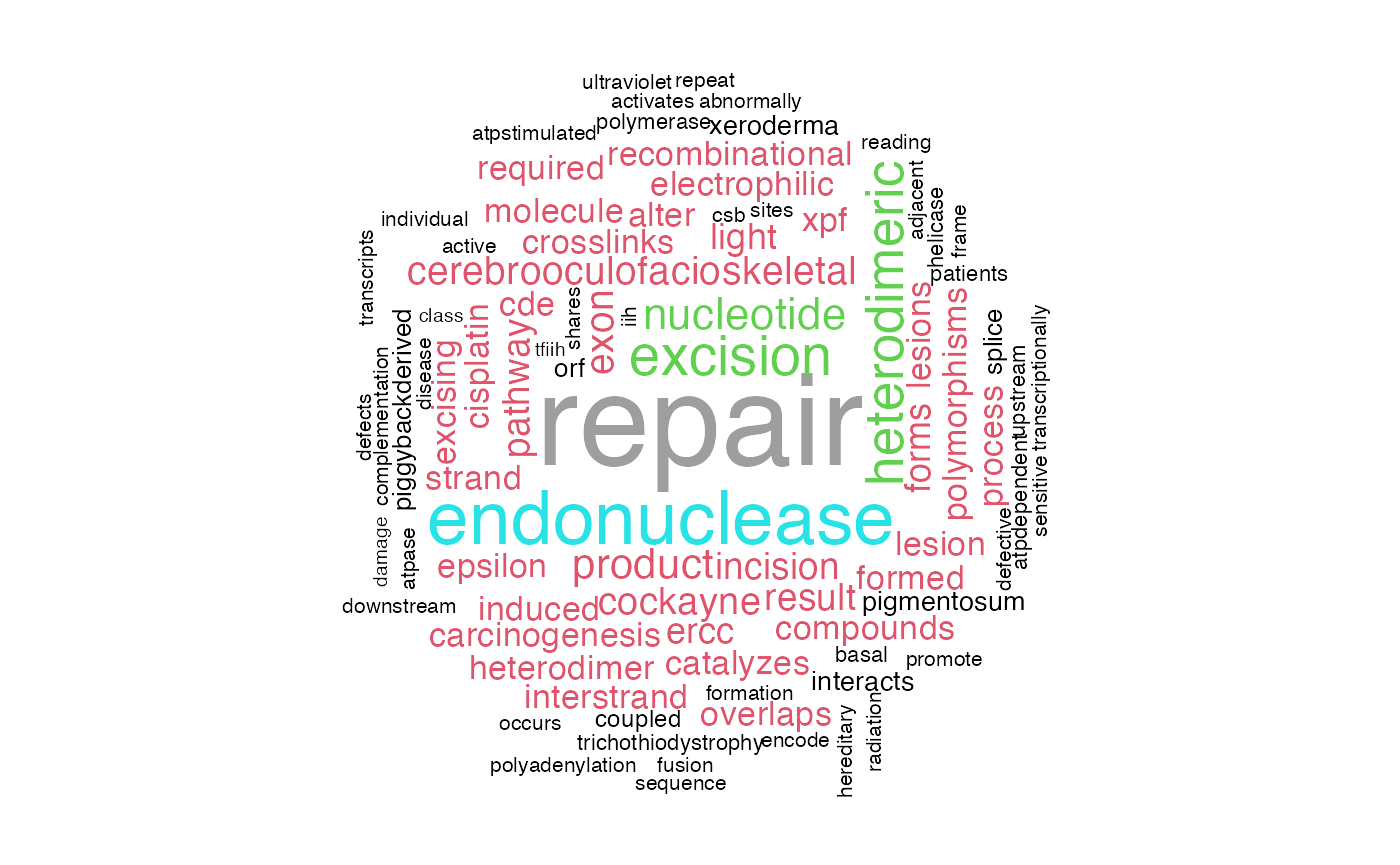 ultraviolet
repeat
activates
abnormally
polymerase
xeroderma
atpstimulated
reading
required
recombinational
electrophilic
heterodimeric
adjacent
helicase
frame
individual
molecule
alter
csb
sites
xpf
active
crosslinks
light
transcripts
cerebrooculofacioskeletal
patients
class
cde
shares
exon
iih
nucleotide
lesions
polymorphisms
splice
transcriptionally
piggybackderived
disease
excising
cisplatin
pathway
tfiih
orf
excision
complementation
defects
repair
forms
process
upstream
strand
atpdependent
sensitive
endonuclease
damage
atpase
defective
lesion
epsilon
product
incision
formed
downstream
induced
cockayne
result
pigmentosum
carcinogenesis
ercc
compounds
heterodimer
catalyzes
basal
promote
interstrand
formation
interacts
occurs
coupled
overlaps
hereditary
radiation
trichothiodystrophy
encode
polyadenylation
fusion
sequence